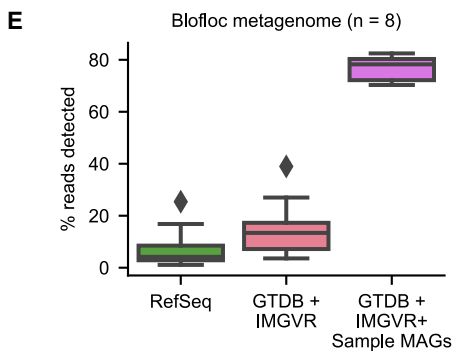 E
Blofloc metagenome (n = 8)
% reads detected
80
60
40
20
0
RefSeq
GTDB +
IMGVR
GTDB +
IMGVR+
Sample MAGs